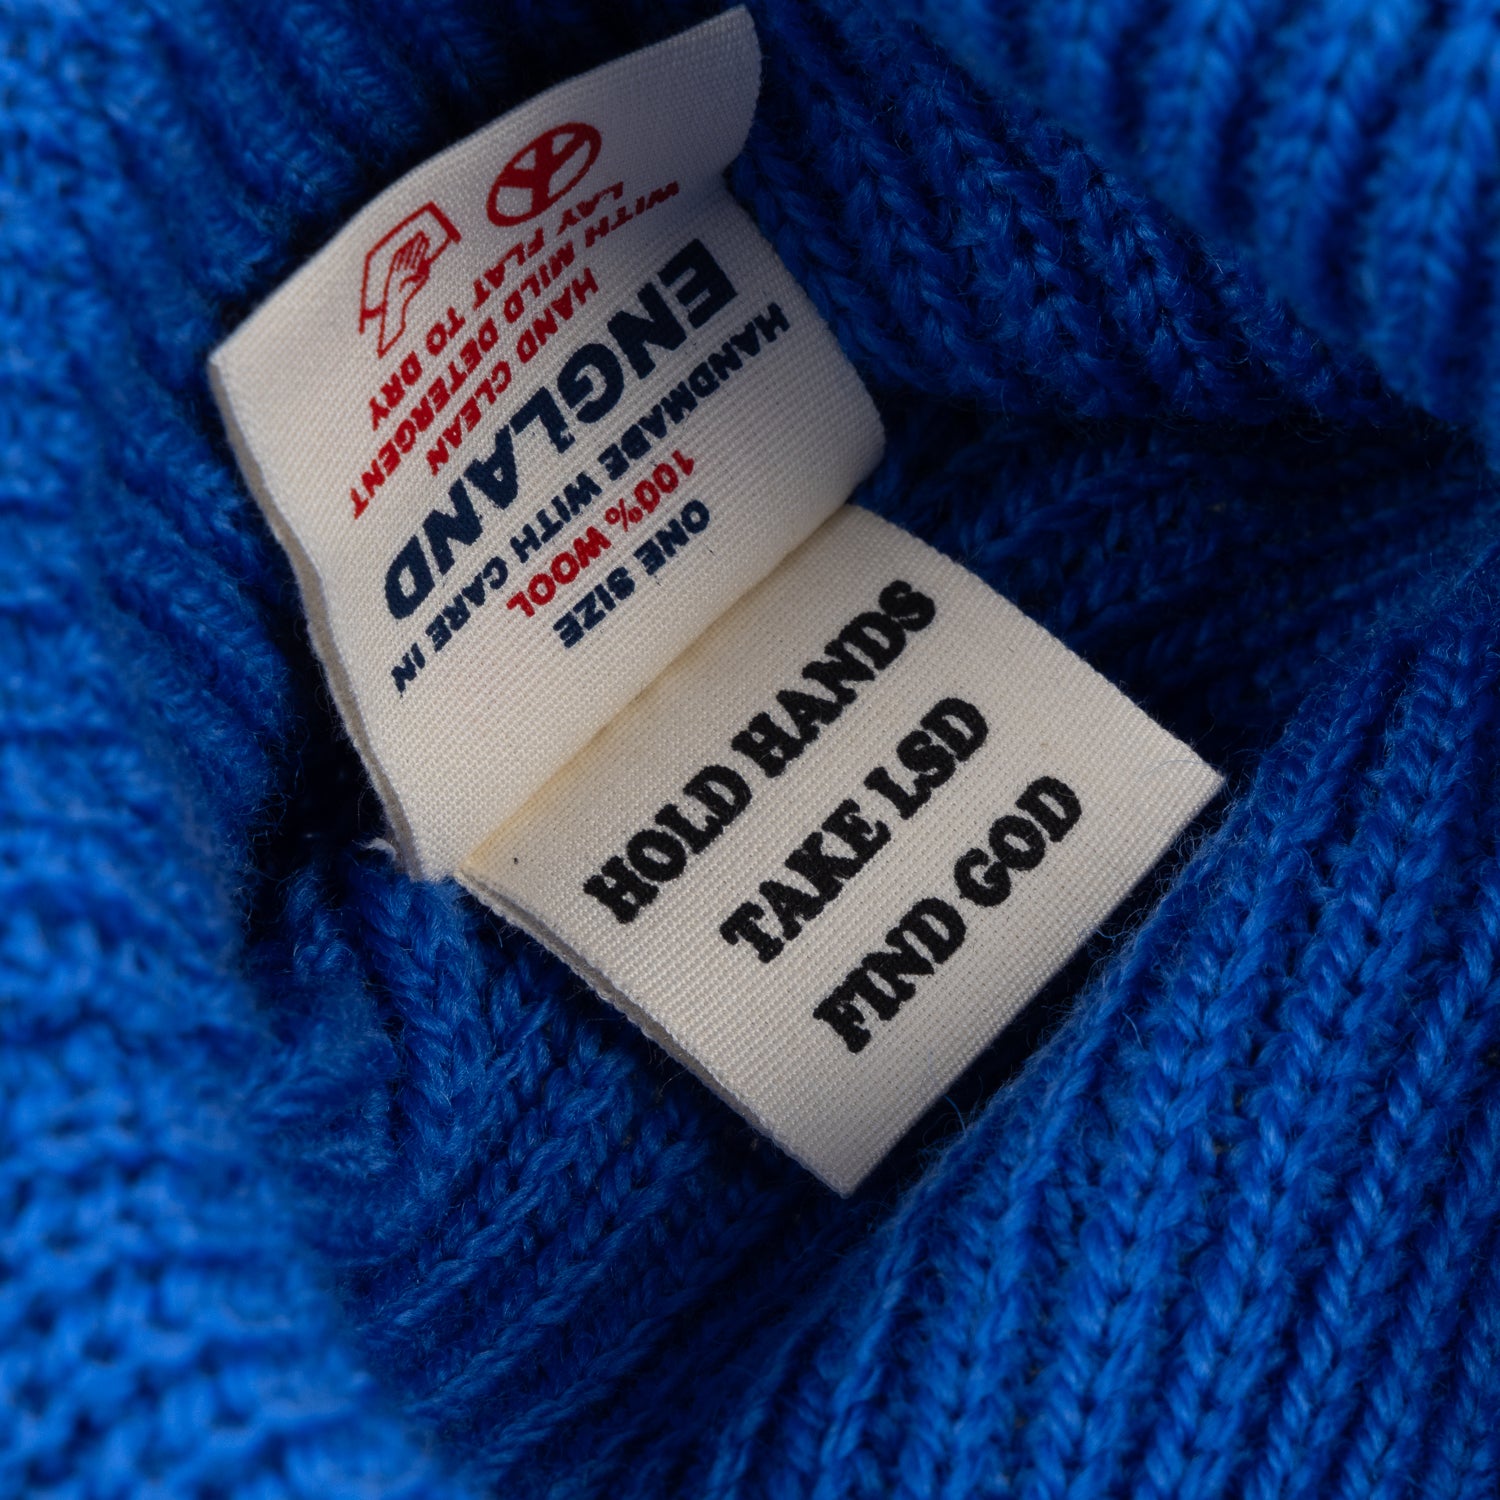 ONE SIZE
100% WOOL
HANDMADE WITH CARE IN
ENGLAND
HAND CLEAN
WITH MILD DETERGENT
LAY FLAT TO DRY
HOLD HANDS
TAKE LSD
FIND GOD